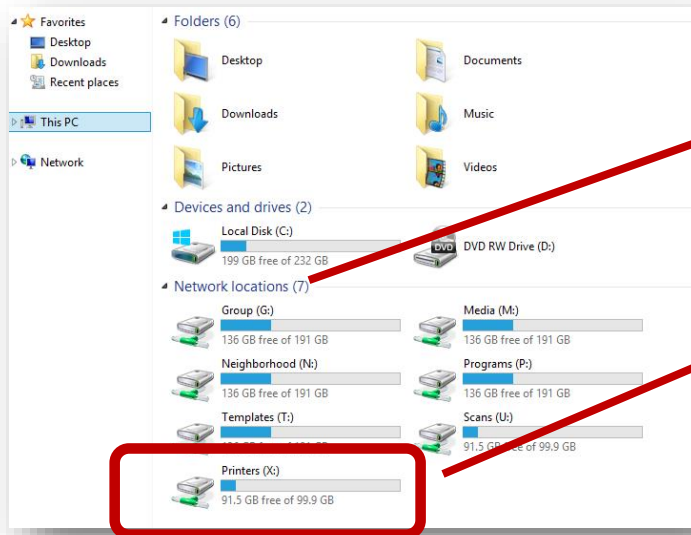 Favorites
Desktop
Downloads
Recent places
This PC
Network
Folders (6)
Desktop
Documents
Downloads
Music
Pictures
Videos
Devices and drives (2)
Local Disk (C:)
199 GB free of 232 GB
DVD
DVD RW Drive (D:)
Network locations (7)
Group (G:)
136 GB free of 191 GB
Media (M:)
136 GB free of 191 GB
Neighborhood (N:)
136 GB free of 191 GB
Programs (P:)
136 GB free of 191 GB
Templates (T:)
Scans (U:)
91.5 GB free of 99.9 GB
Printers (X:)
91.5 GB free of 99.9 GB